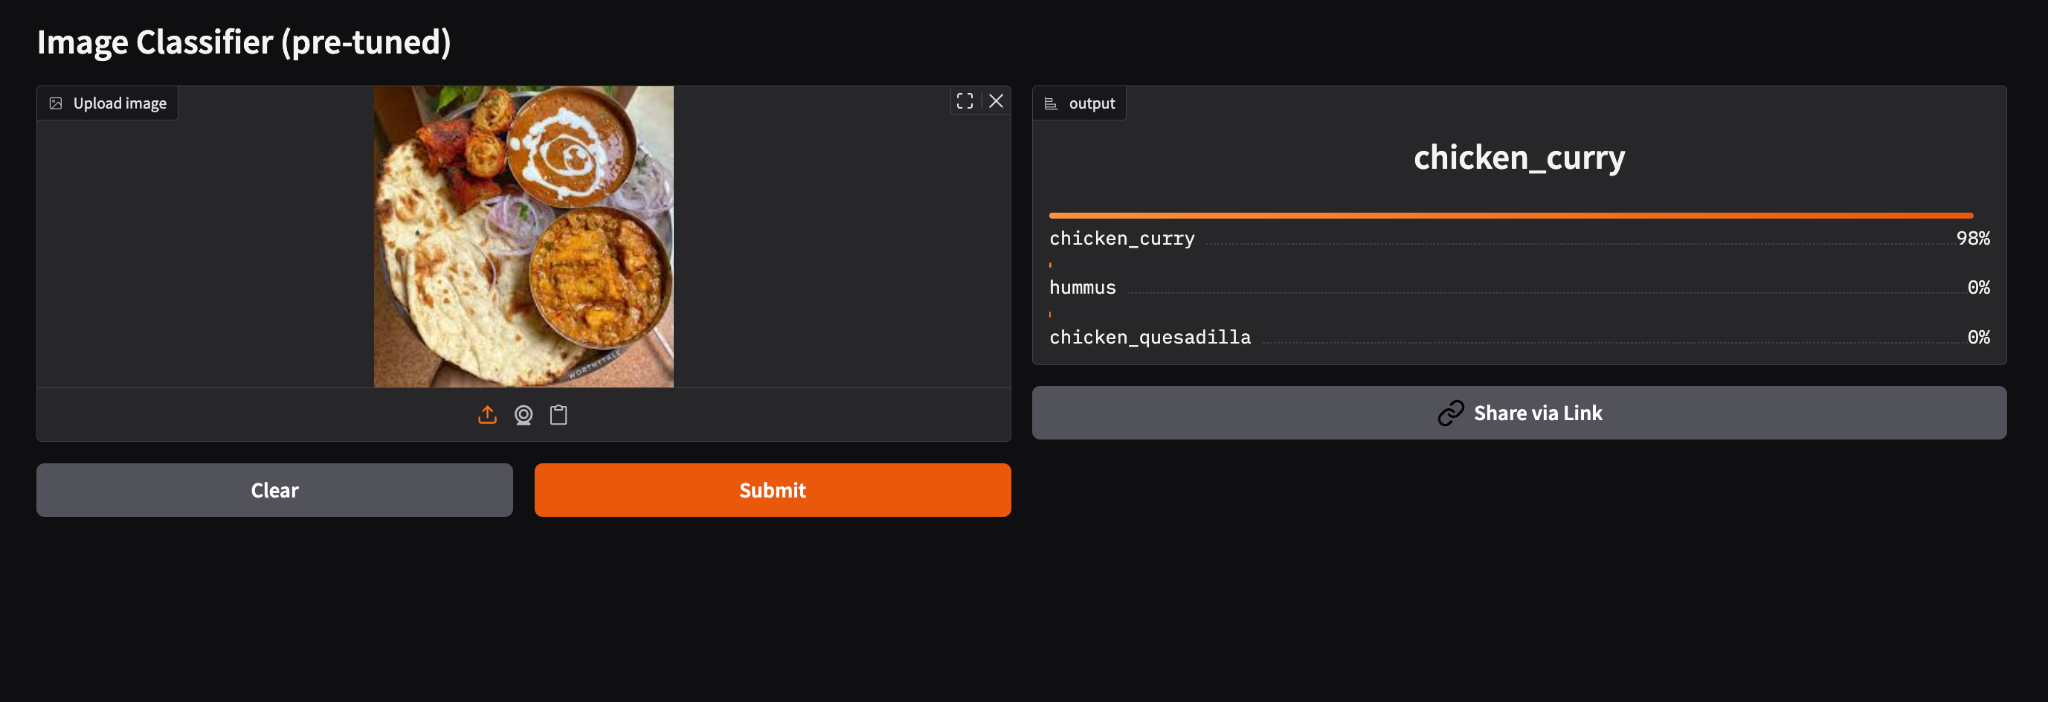 Image Classifier (pre-tuned)
Upload image
WORTHYTALE
Clear
Submit
output
chicken_curry
chicken_curry 98%
hummus 0%
chicken_quesadilla 0%
Share via Link